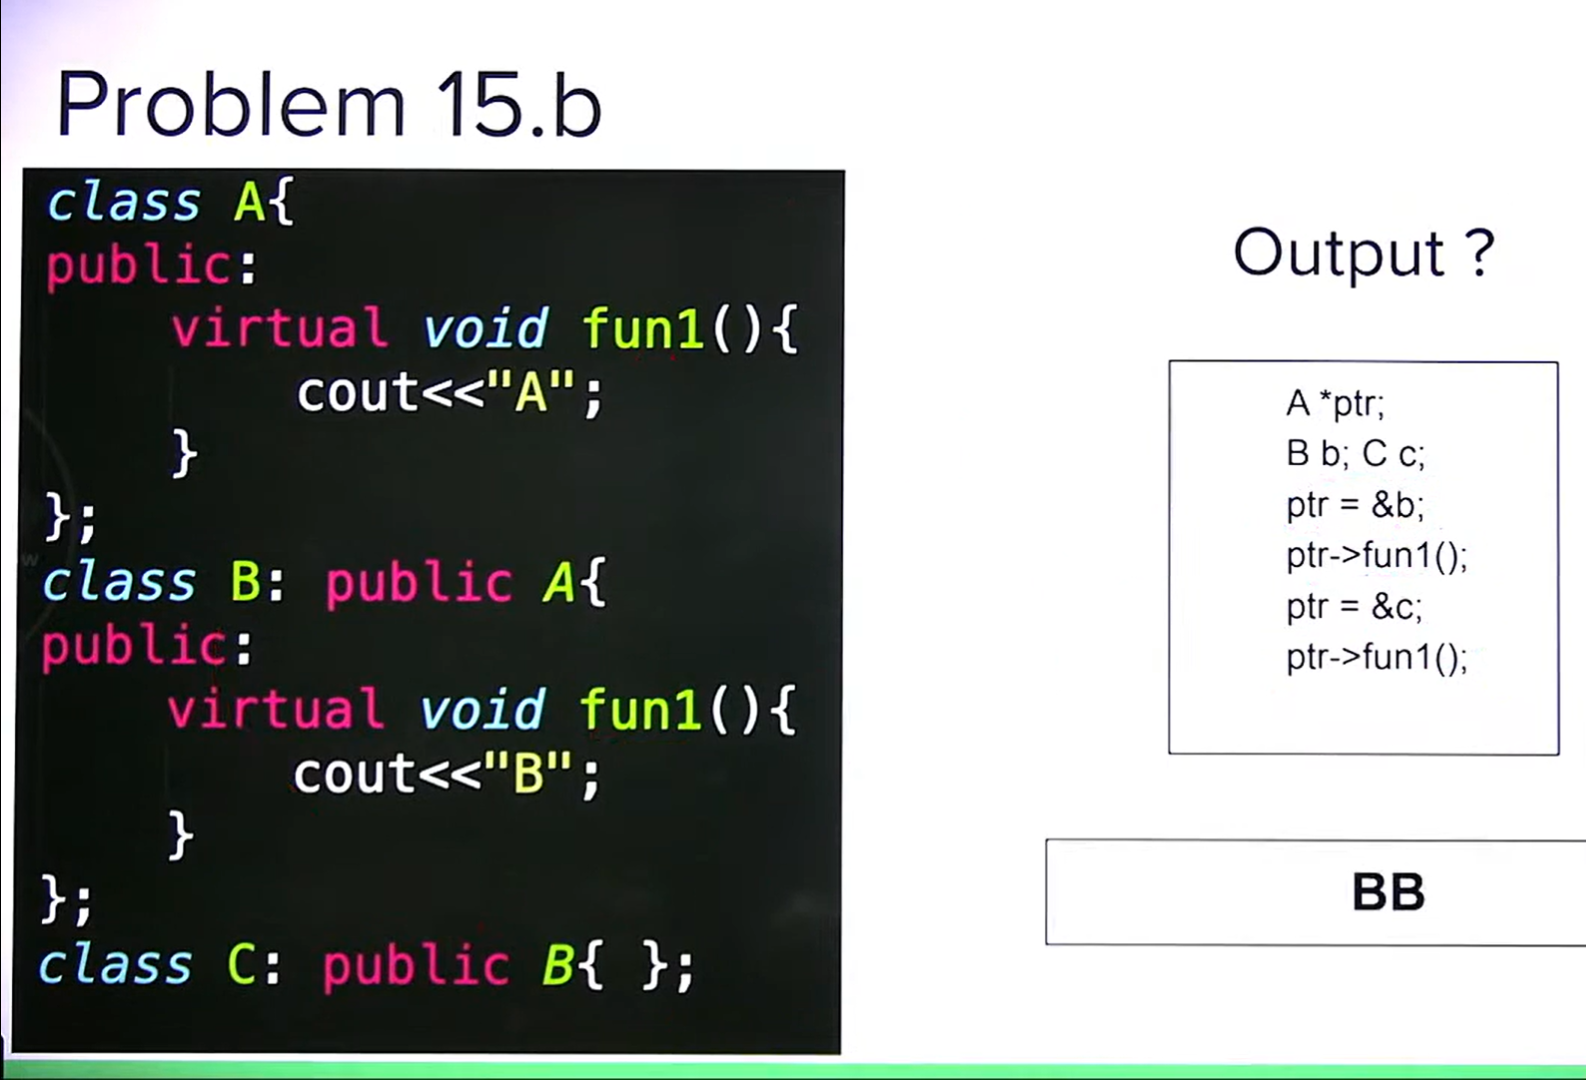 Problem 15.b
class A{
public:
    virtual void fun1(){
        cout<<"A";
    }
};
class B: public A{
public:
    virtual void fun1(){
        cout<<"B";
    }
};
class C: public B{ };
Output ?
A *ptr;
B b; C c;
ptr = &b;
ptr->fun1();
ptr = &c;
ptr->fun1();
BB